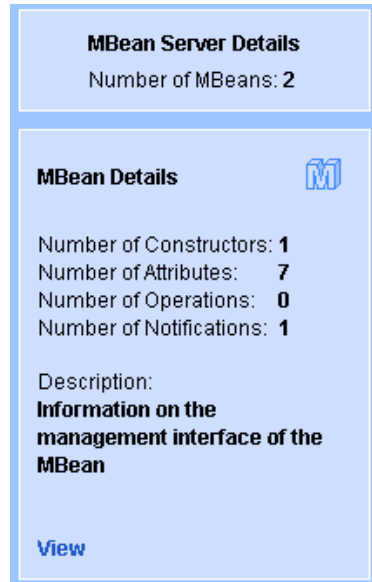 MBean Server Details
Number of MBeans: 2
MBean Details
M
Number of Constructors: 1
Number of Attributes: 7
Number of Operations: 0
Number of Notifications: 1
Description:
Information on the
management interface of the
MBean
View